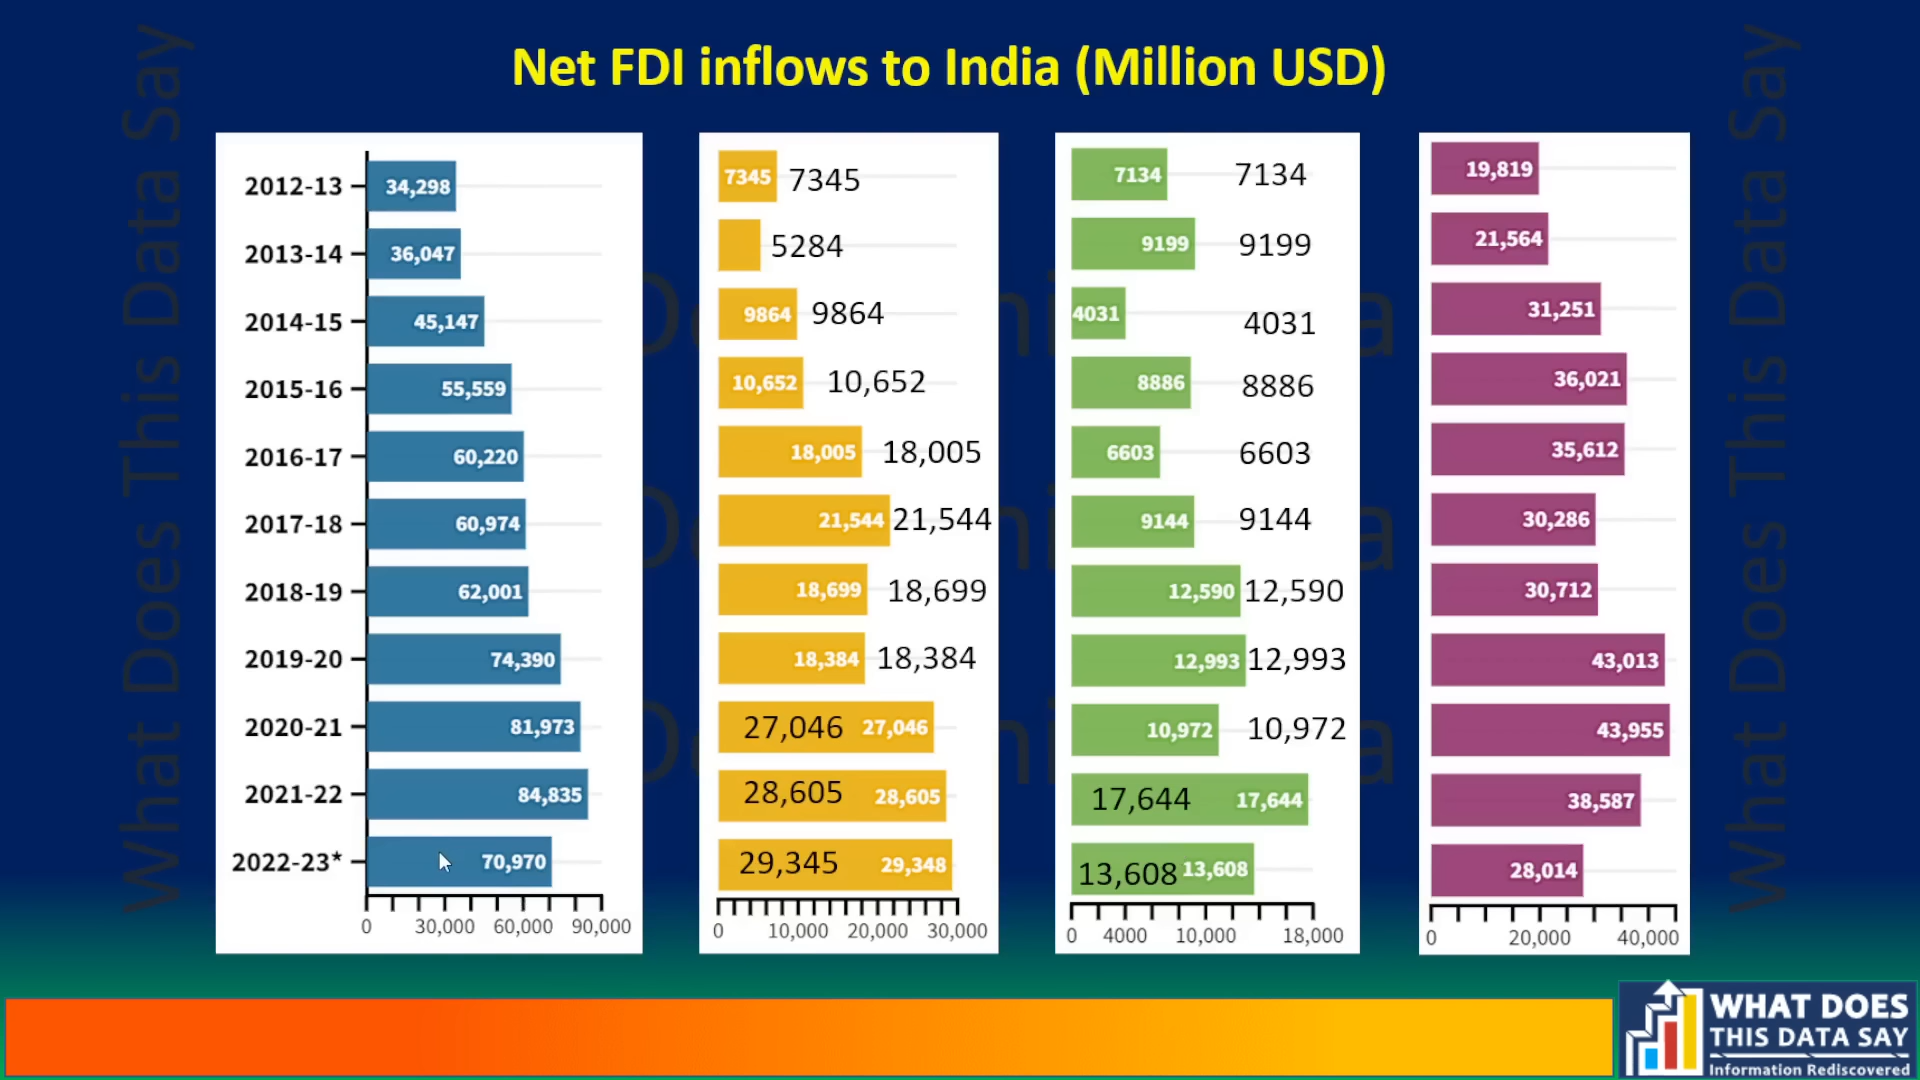 Net FDI inflows to India (Million USD)
What Does This Data Say
What Does This Data Say
2012-13 34,298 7345 7345 7134 7134 19,819
2013-14 36,047 5284 9199 9199 21,564
2014-15 45,147 9864 9864 4031 4031 31,251
2015-16 55,559 10,652 10,652 8886 8886 36,021
2016-17 60,220 18,005 18,005 6603 6603 35,612
2017-18 60,974 21,544 21,544 9144 9144 30,286
2018-19 62,001 18,699 18,699 12,590 12,590 30,712
2019-20 74,390 18,384 18,384 12,993 12,993 43,013
2020-21 81,973 27,046 27,046 10,972 10,972 43,955
2021-22 84,835 28,605 28,605 17,644 17,644 38,587
2022-23* 70,970 29,345 29,348 13,608 13,608 28,014
0 30,000 60,000 90,000 0 10,000 20,000 30,000 0 4000 10,000 18,000 0 20,000 40,000
WHAT DOES
THIS DATA SAY
Information Rediscovered